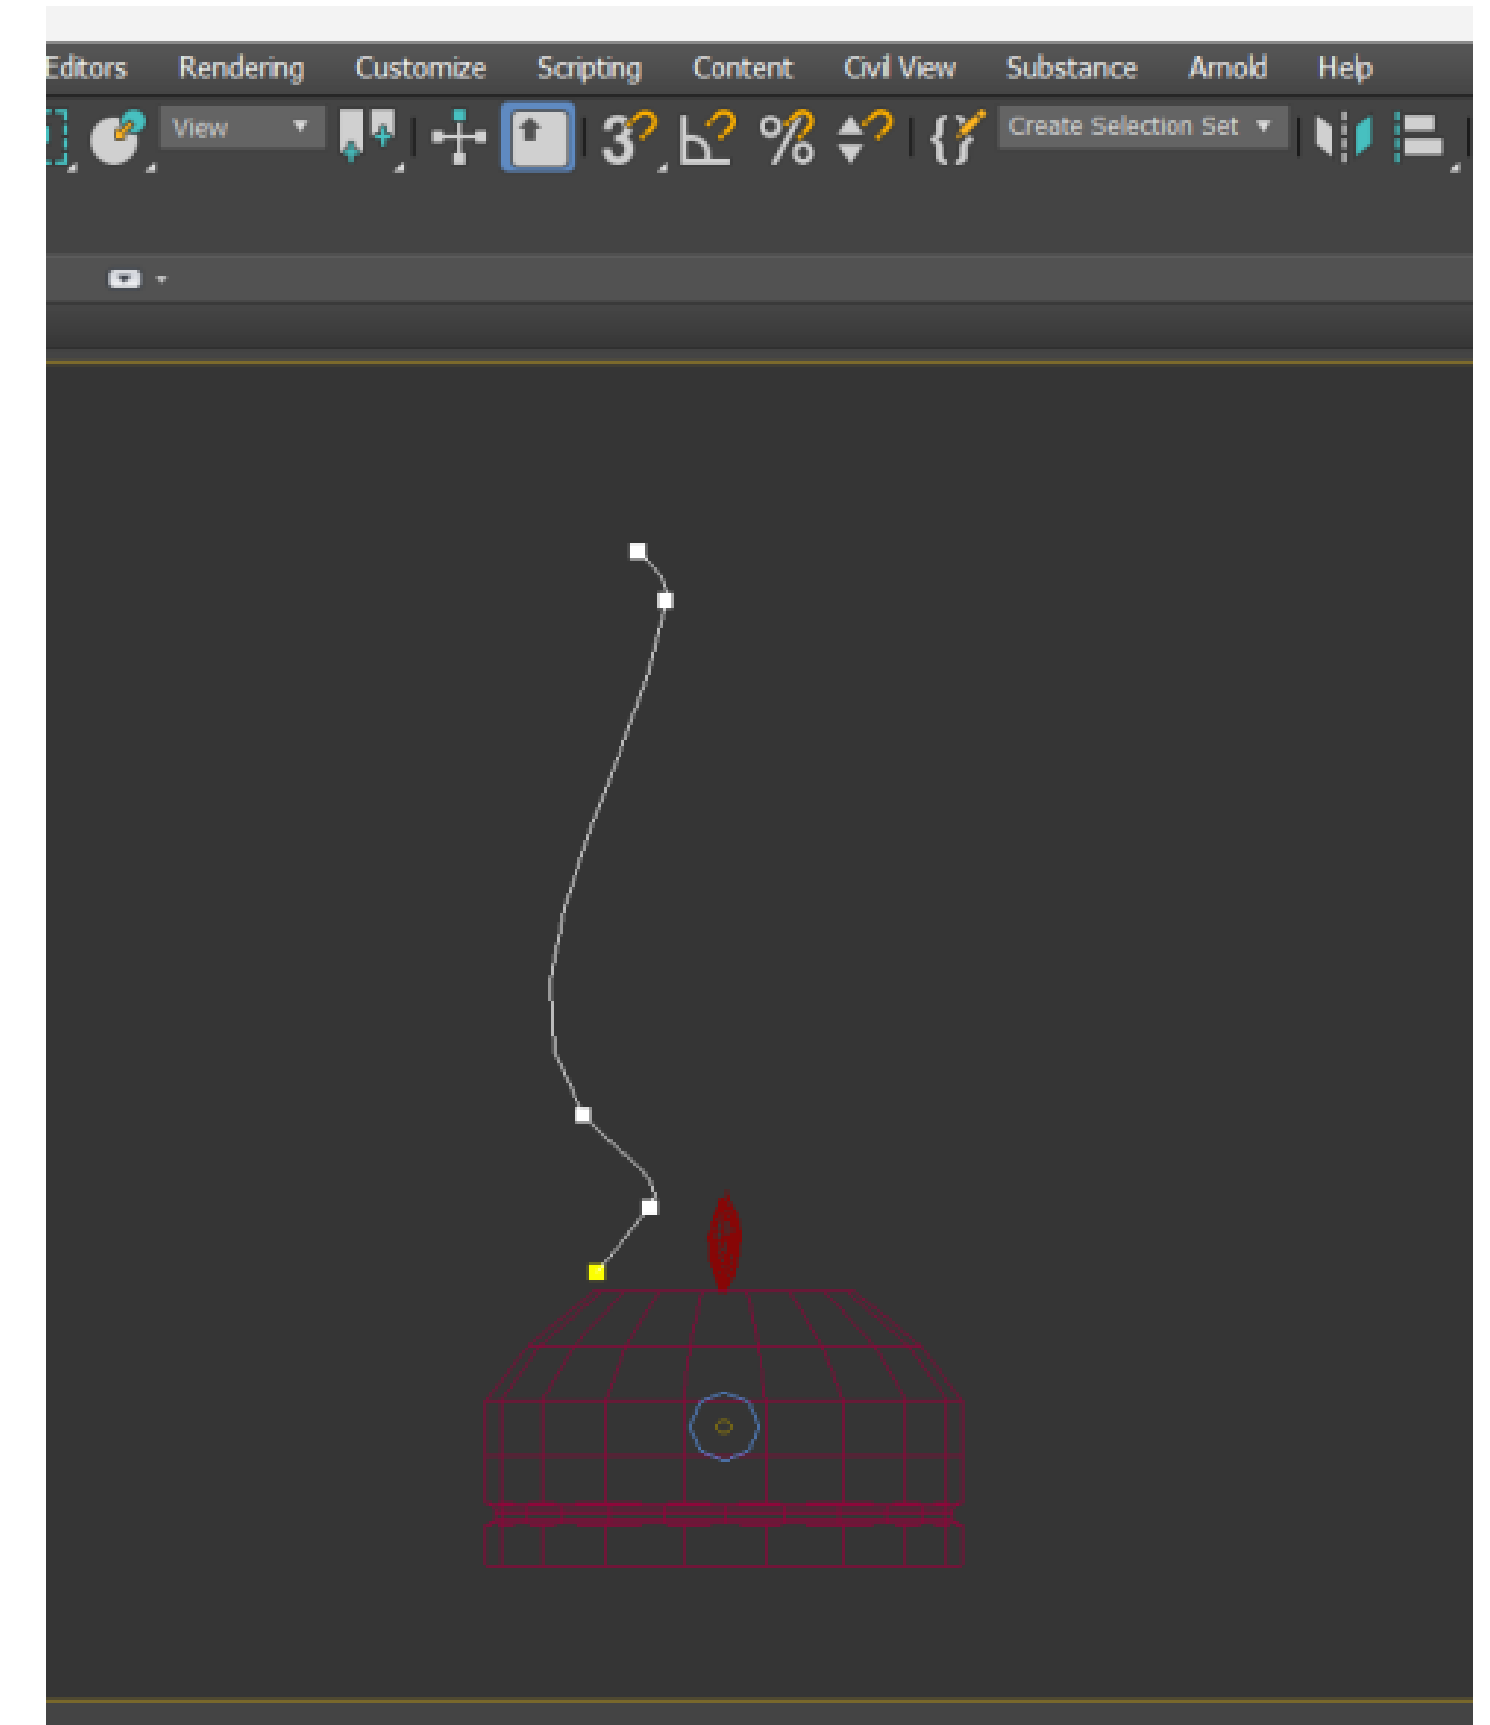 Editors Rendering Customize Scripting Content Civil View Substance Arnold Help
View 3 % { } Create Selection Set